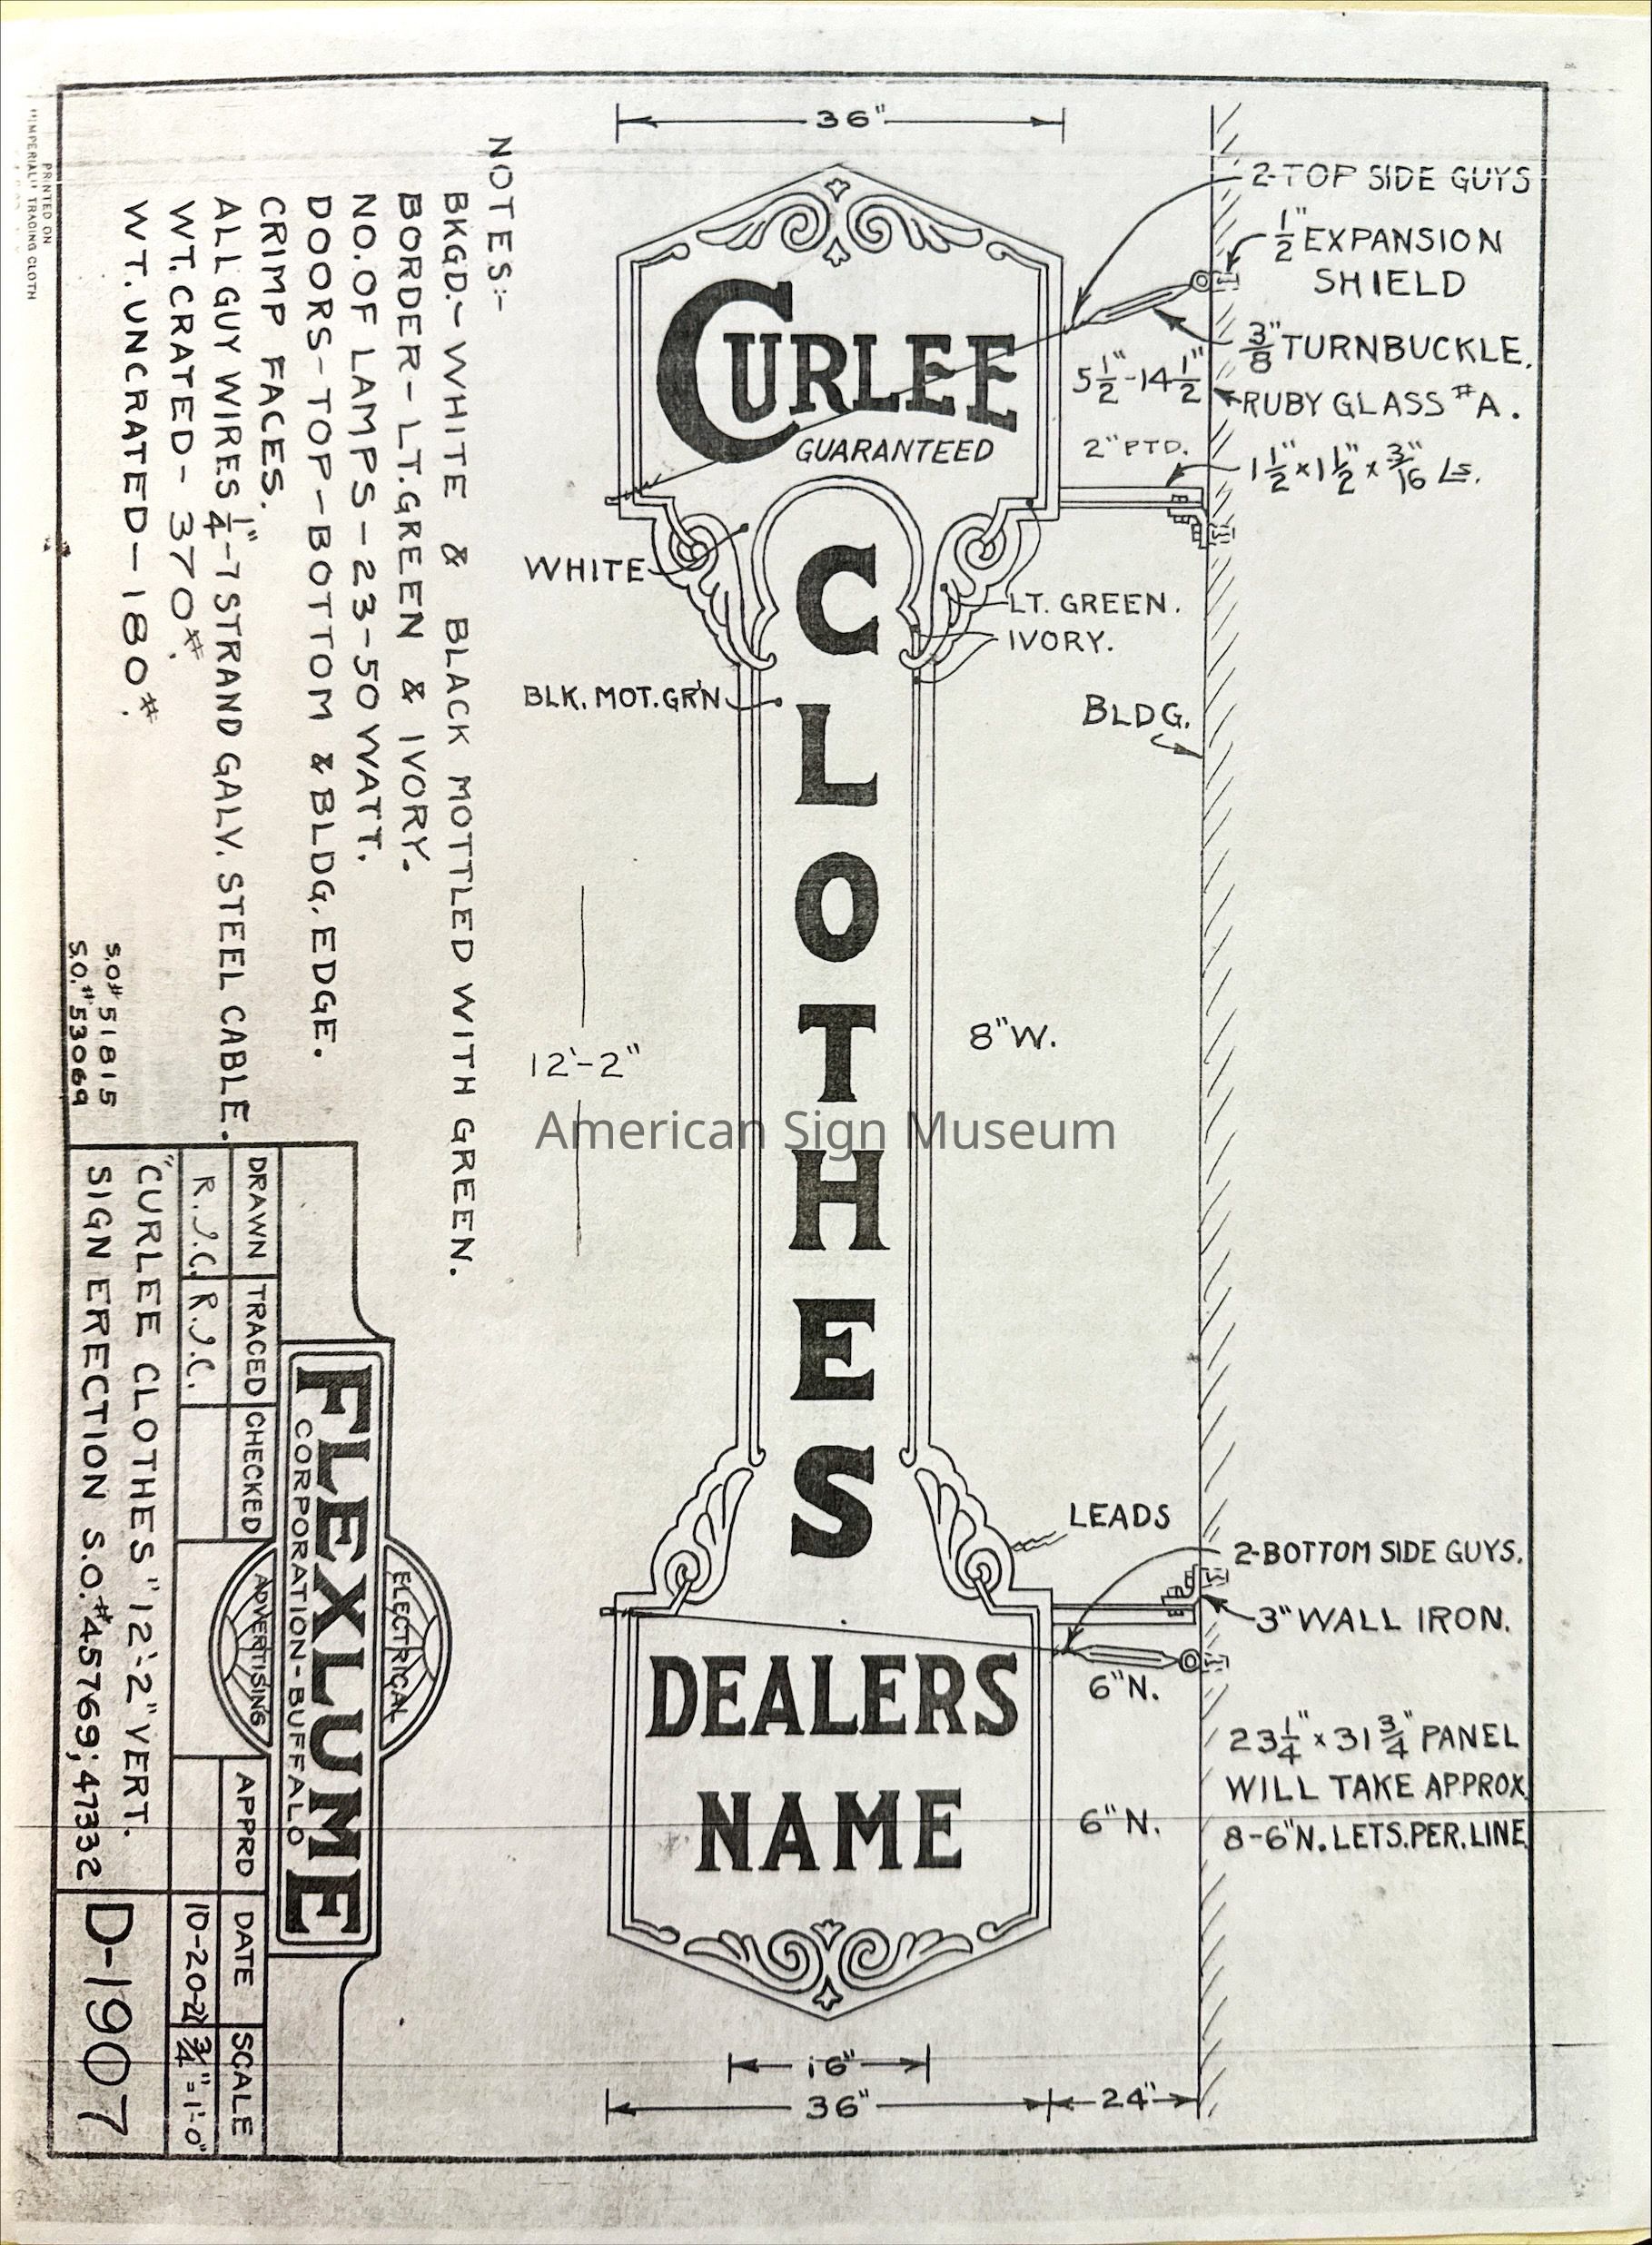 36"
2-TOP SIDE GUYS
1/2" EXPANSION
SHIELD
3/8" TURNBUCKLE.
5 1/2"-14 1/2"
RUBY GLASS #A.
2" PTD.
1 1/2" x 1 1/2" x 3/16" Ls.
CURLEE
GUARANTEED
WHITE
LT. GREEN.
IVORY.
BLK. MOT. GR'N
BLDG.
CLOTHES
12'-2"
8"W.
American Sign Museum
LEADS
2-BOTTOM SIDE GUYS.
3" WALL IRON.
DEALERS
6"N.
NAME
6"N.
23 1/4" x 31 3/4" PANEL
WILL TAKE APPROX.
8-6"N. LETS. PER. LINE
16"
36"
24"
NOTES:-
BKGD.- WHITE & BLACK MOTTLED WITH GREEN.
BORDER- LT. GREEN & IVORY.
NO. OF LAMPS-23-50 WATT.
DOORS-TOP-BOTTOM & BLDG. EDGE.
CRIMP FACES.
ALL GUY WIRES 1/4"-7 STRAND GALV. STEEL CABLE.
WT. CRATED- 370#.
WT. UNCRATED-180#.
S.O.# 51815
S.O.# 53069
PRINTED ON
"IMPERIAL" TRACING CLOTH
ELECTRICAL
FLEXLUME
CORPORATION-BUFFALO
ADVERTISING
DRAWN TRACED CHECKED APPRD DATE SCALE
R.J.C. R.J.C. 3/4"=1'-0"
"CURLEE CLOTHES" 12'-2" VERT.
SIGN ERECTION S.O.#45769; 47332
D-1907